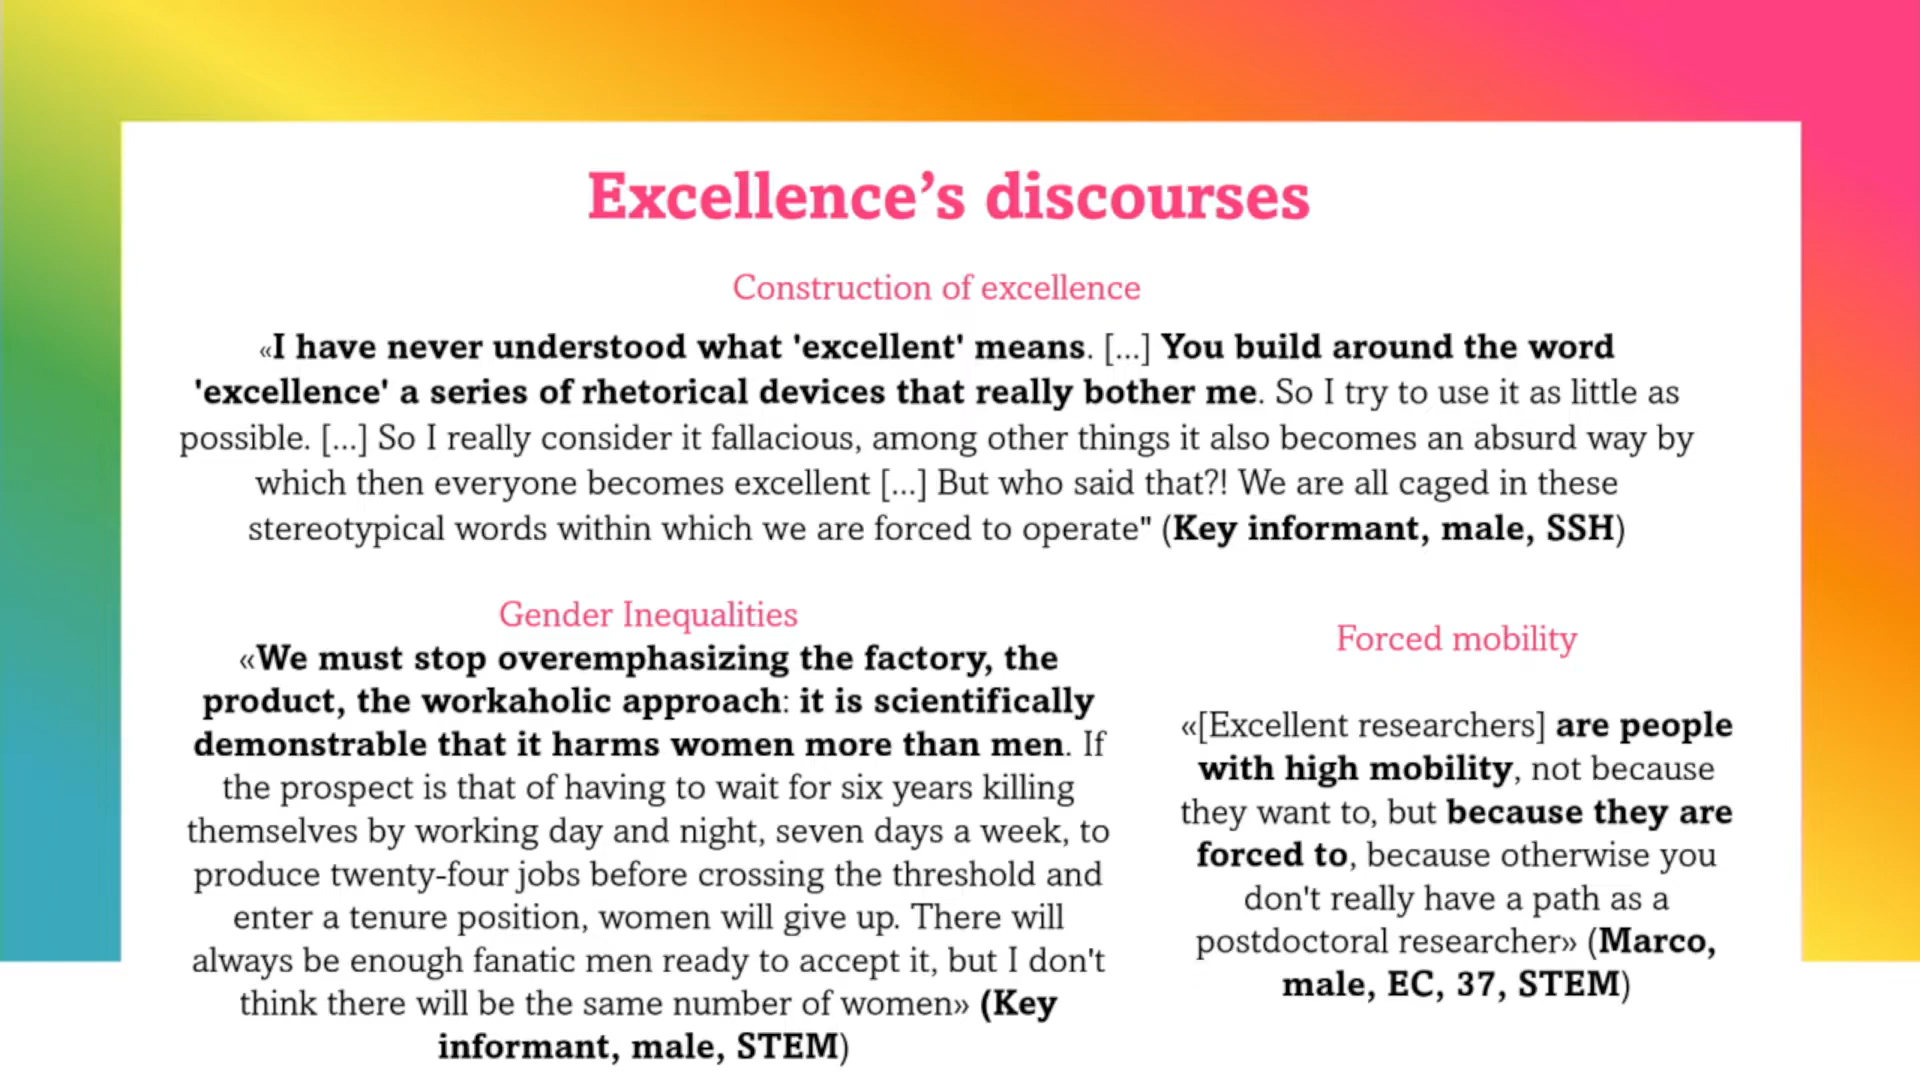 Excellence’s discourses
Construction of excellence
«I have never understood what 'excellent' means. [...] You build around the word
'excellence' a series of rhetorical devices that really bother me. So I try to use it as little as
possible. [...] So I really consider it fallacious, among other things it also becomes an absurd way by
which then everyone becomes excellent [...] But who said that?! We are all caged in these
stereotypical words within which we are forced to operate" (Key informant, male, SSH)
Gender Inequalities
«We must stop overemphasizing the factory, the
product, the workaholic approach: it is scientifically
demonstrable that it harms women more than men. If
the prospect is that of having to wait for six years killing
themselves by working day and night, seven days a week, to
produce twenty-four jobs before crossing the threshold and
enter a tenure position, women will give up. There will
always be enough fanatic men ready to accept it, but I don't
think there will be the same number of women» (Key
informant, male, STEM)
Forced mobility
«[Excellent researchers] are people
with high mobility, not because
they want to, but because they are
forced to, because otherwise you
don't really have a path as a
postdoctoral researcher» (Marco,
male, EC, 37, STEM)